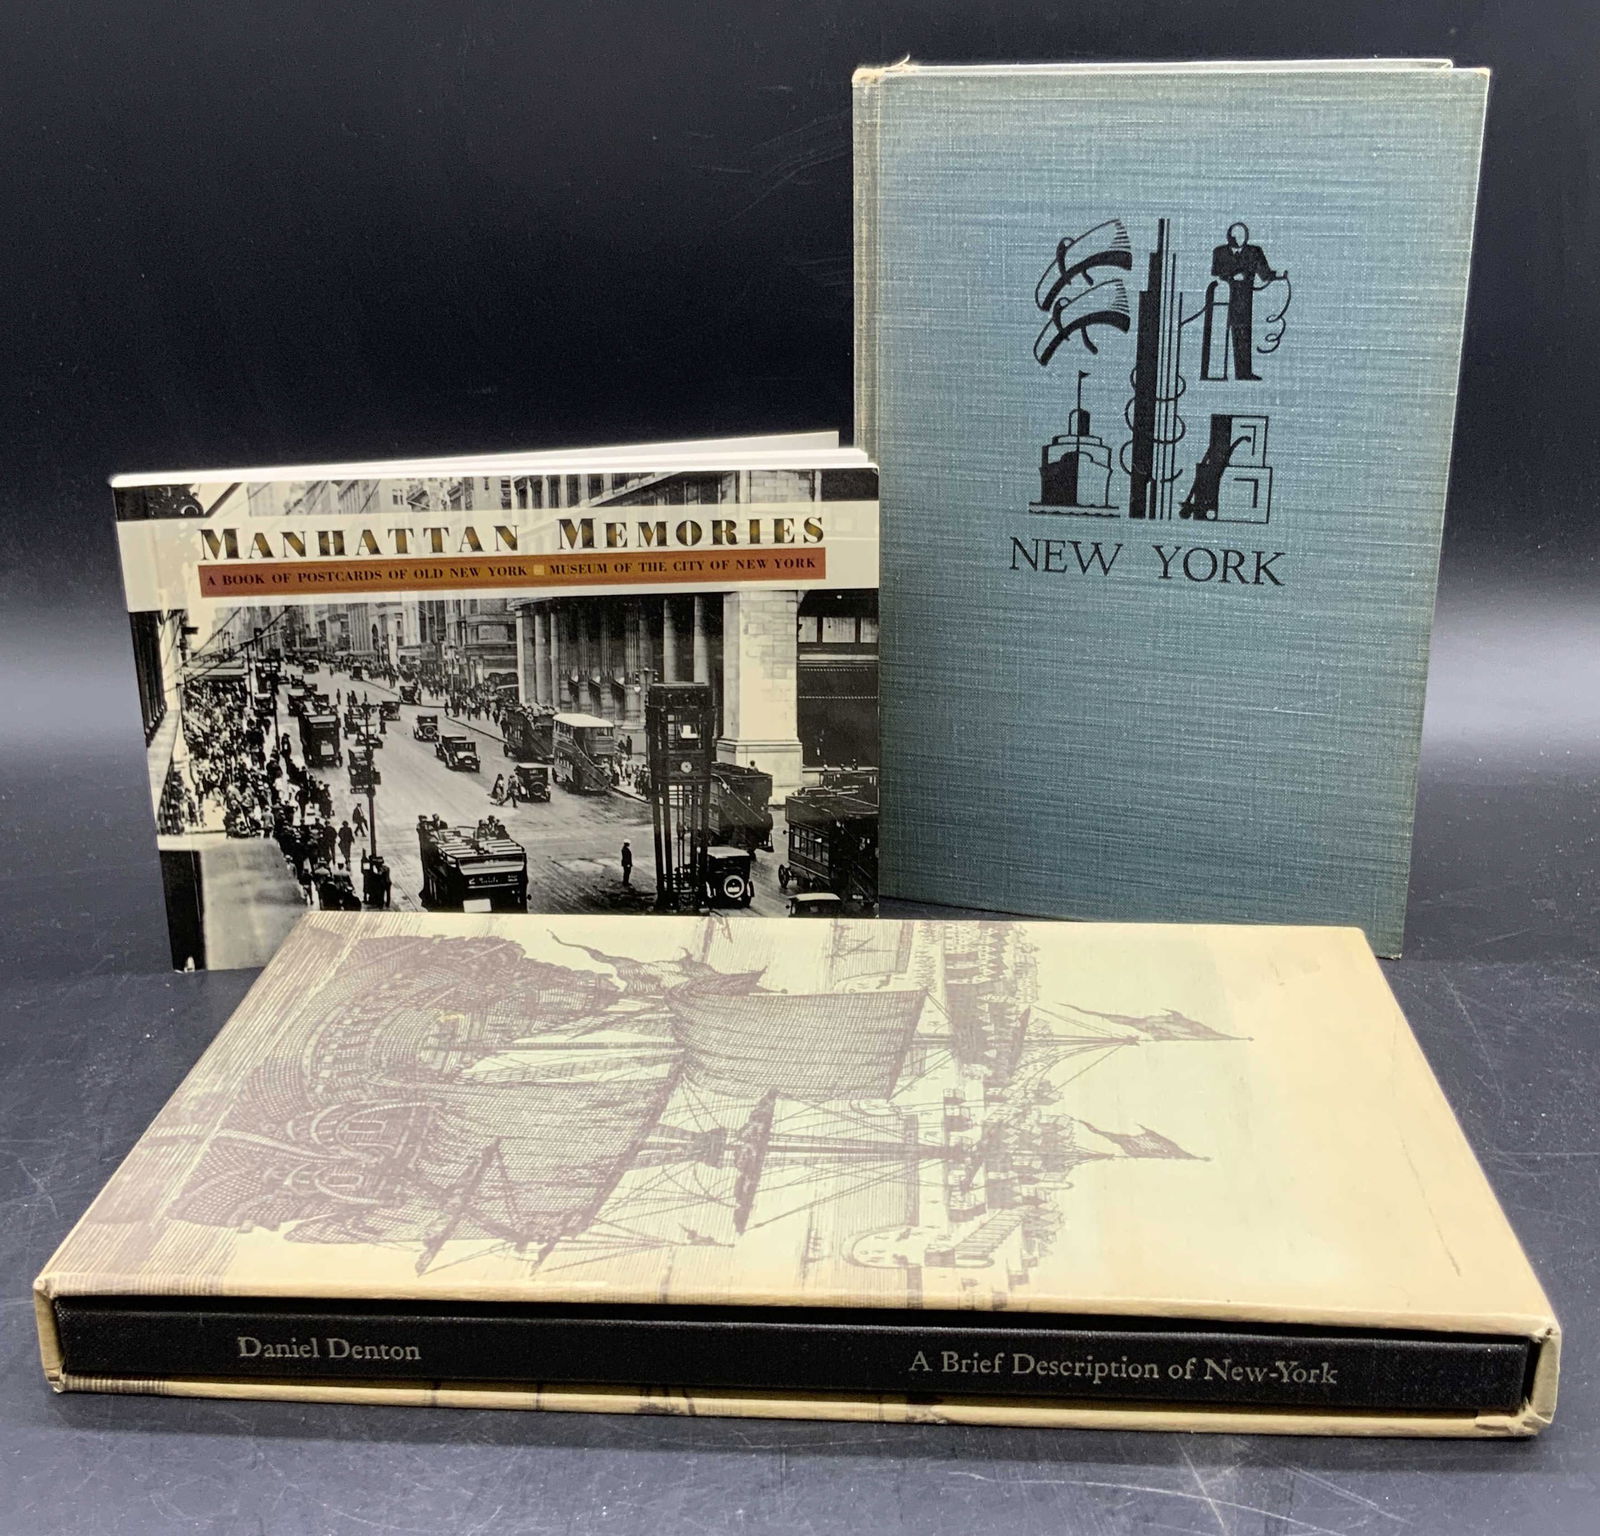 MANHATTAN MEMORIES
A BOOK OF POSTCARDS OF OLD NEW YORK ▪ MUSEUM OF THE CITY OF NEW YORK
NEW YORK
Daniel Denton
A Brief Description of New-York